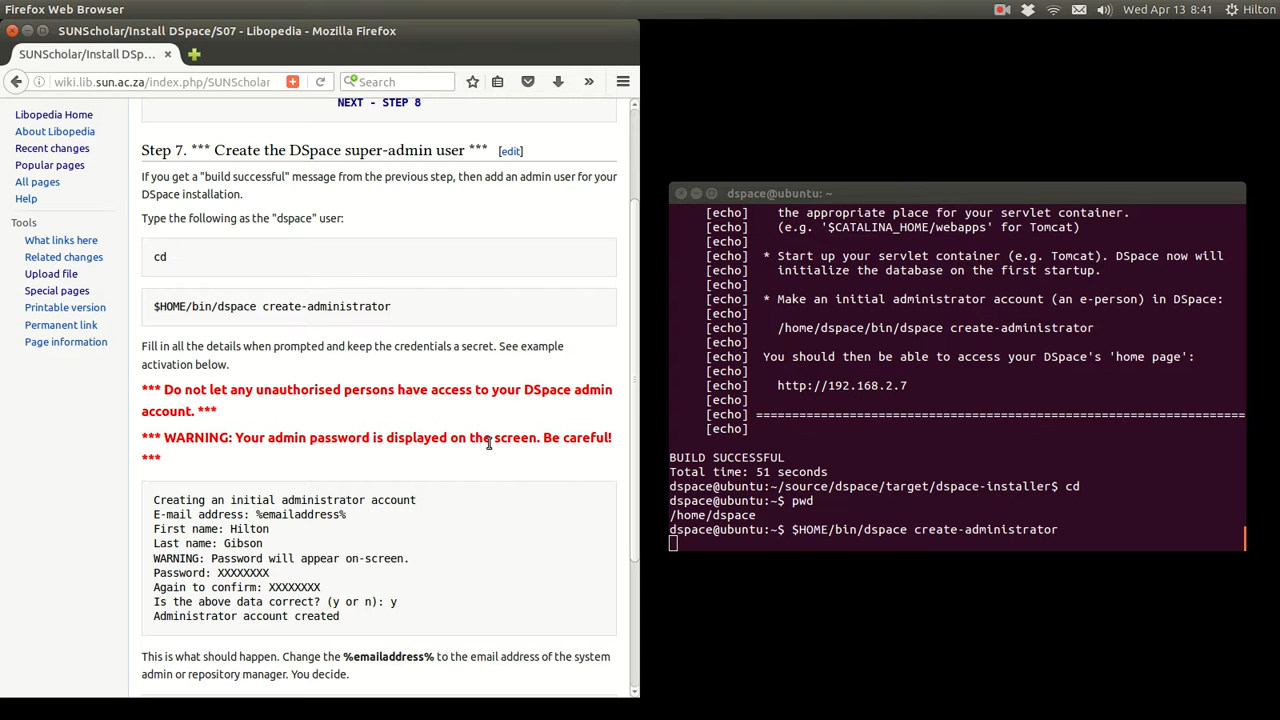 Firefox Web Browser
Wed Apr 13 8:41
Hilton
SUNScholar/Install DSpace/S07 - Libopedia - Mozilla Firefox
SUNScholar/Install DSp...
wiki.lib.sun.ac.za/index.php/SUNScholar
Search
Libopedia Home
About Libopedia
Recent changes
Popular pages
All pages
Help
Tools
What links here
Related changes
Upload file
Special pages
Printable version
Permanent link
Page information
NEXT - STEP 8
Step 7. *** Create the DSpace super-admin user *** [edit]
If you get a "build successful" message from the previous step, then add an admin user for your
DSpace installation.
Type the following as the "dspace" user:
cd
$HOME/bin/dspace create-administrator
Fill in all the details when prompted and keep the credentials a secret. See example
activation below.
*** Do not let any unauthorised persons have access to your DSpace admin
account. ***
*** WARNING: Your admin password is displayed on the screen. Be careful!
***
Creating an initial administrator account
E-mail address: %emailaddress%
First name: Hilton
Last name: Gibson
WARNING: Password will appear on-screen.
Password: XXXXXXXX
Again to confirm: XXXXXXXX
Is the above data correct? (y or n): y
Administrator account created
This is what should happen. Change the %emailaddress% to the email address of the system
admin or repository manager. You decide.
dspace@ubuntu: ~
[echo] the appropriate place for your servlet container.
[echo] (e.g. '$CATALINA_HOME/webapps' for Tomcat)
[echo]
[echo] * Start up your servlet container (e.g. Tomcat). DSpace now will
[echo] initialize the database on the first startup.
[echo]
[echo] * Make an initial administrator account (an e-person) in DSpace:
[echo]
[echo] /home/dspace/bin/dspace create-administrator
[echo]
[echo] You should then be able to access your DSpace's 'home page':
[echo]
[echo] http://192.168.2.7
[echo]
[echo] ====================================================================
[echo]
BUILD SUCCESSFUL
Total time: 51 seconds
dspace@ubuntu:~/source/dspace/target/dspace-installer$ cd
dspace@ubuntu:~$ pwd
/home/dspace
dspace@ubuntu:~$ $HOME/bin/dspace create-administrator